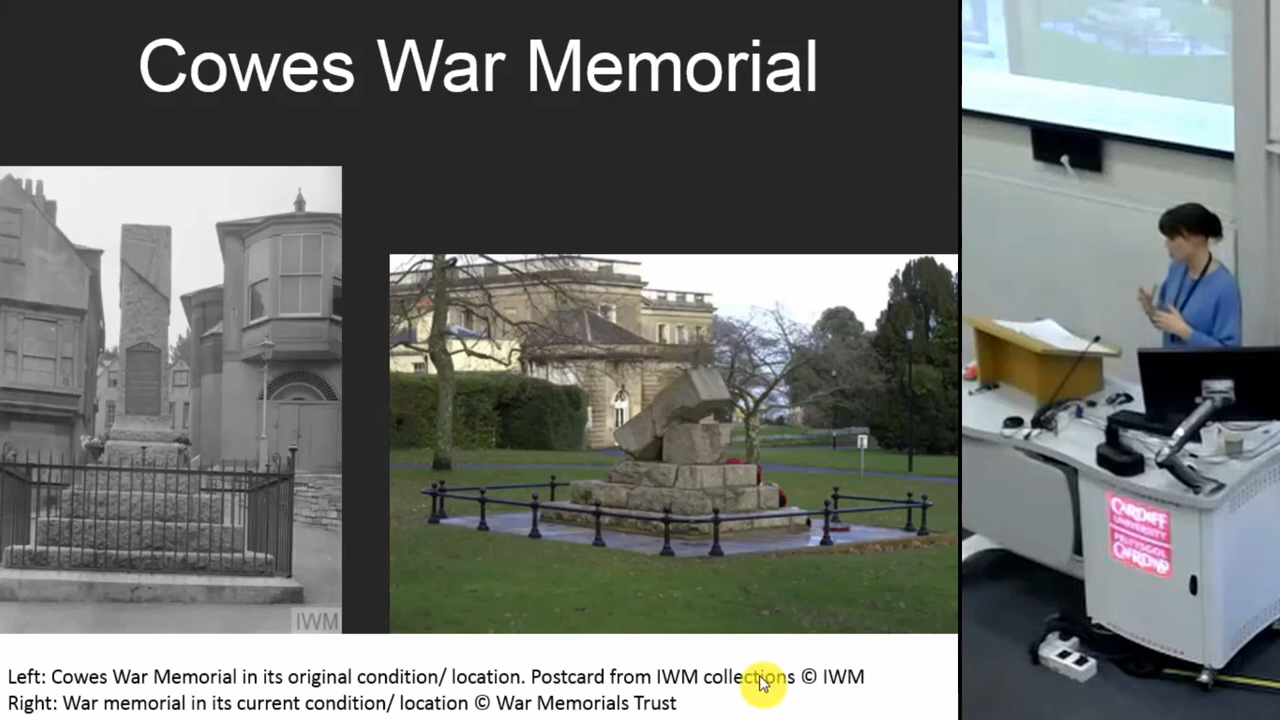 Cowes War Memorial
IWM
Left: Cowes War Memorial in its original condition/ location. Postcard from IWM collections © IWM
Right: War memorial in its current condition/ location © War Memorials Trust
CARDIFF
UNIVERSITY
PRIFYSGOL
CAERDYDD